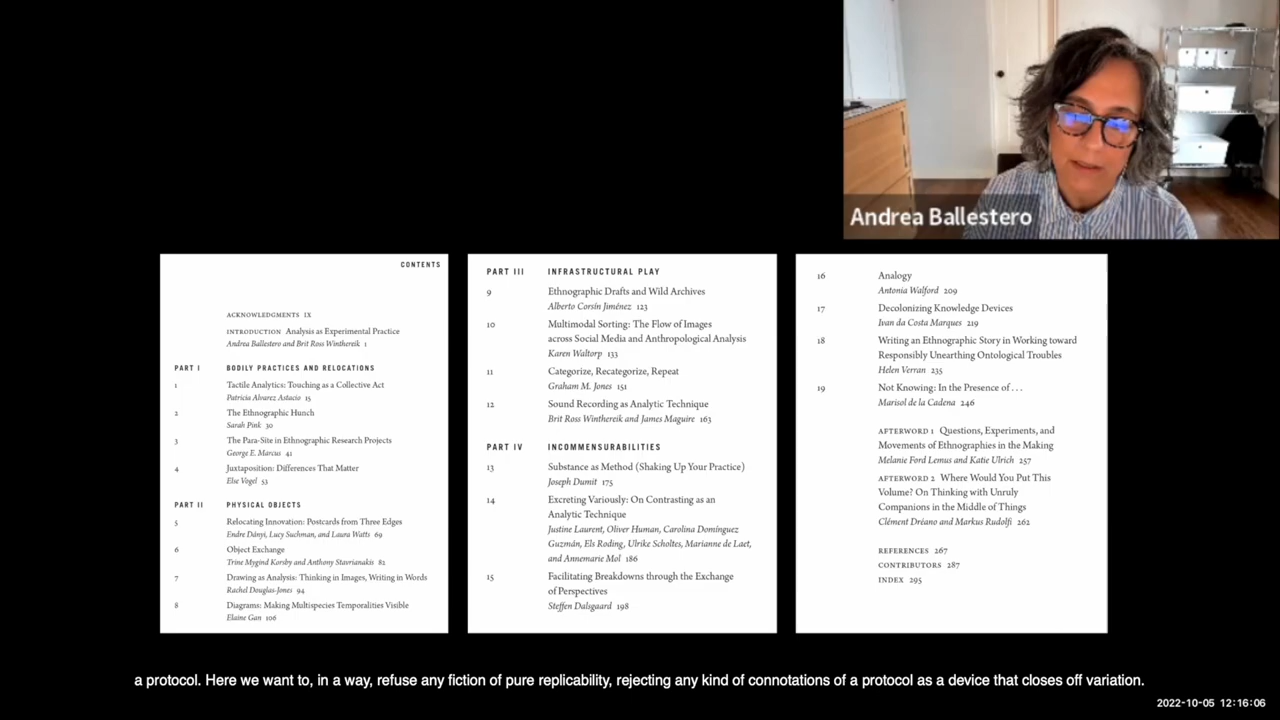 Andrea Ballestero
CONTENTS
ACKNOWLEDGMENTS IX
INTRODUCTION Analysis as Experimental Practice
Andrea Ballestero and Brit Ross Winthereik 1
PART I BODILY PRACTICES AND RELOCATIONS
1 Tactile Analytics: Touching as a Collective Act
Patricia Alvarez Astacio 15
2 The Ethnographic Hunch
Sarah Pink 30
3 The Para-Site in Ethnographic Research Projects
George E. Marcus 41
4 Juxtaposition: Differences That Matter
Else Vogel 53
PART II PHYSICAL OBJECTS
5 Relocating Innovation: Postcards from Three Edges
Endre Dányi, Lucy Suchman, and Laura Watts 69
6 Object Exchange
Trine Mygind Korsby and Anthony Stavrianakis 82
7 Drawing as Analysis: Thinking in Images, Writing in Words
Rachel Douglas-Jones 94
8 Diagrams: Making Multispecies Temporalities Visible
Elaine Gan 106
PART III INFRASTRUCTURAL PLAY
9 Ethnographic Drafts and Wild Archives
Alberto Corsín Jiménez 123
10 Multimodal Sorting: The Flow of Images
across Social Media and Anthropological Analysis
Karen Waltorp 133
11 Categorize, Recategorize, Repeat
Graham M. Jones 151
12 Sound Recording as Analytic Technique
Brit Ross Winthereik and James Maguire 163
PART IV INCOMMENSURABILITIES
13 Substance as Method (Shaking Up Your Practice)
Joseph Dumit 175
14 Excreting Variously: On Contrasting as an
Analytic Technique
Justine Laurent, Oliver Human, Carolina Domínguez
Guzmán, Els Roding, Ulrike Scholtes, Marianne de Laet,
and Annemarie Mol 186
15 Facilitating Breakdowns through the Exchange
of Perspectives
Steffen Dalsgaard 198
16 Analogy
Antonia Walford 209
17 Decolonizing Knowledge Devices
Ivan da Costa Marques 219
18 Writing an Ethnographic Story in Working toward
Responsibly Unearthing Ontological Troubles
Helen Verran 235
19 Not Knowing: In the Presence of . . .
Marisol de la Cadena 246
AFTERWORD 1 Questions, Experiments, and
Movements of Ethnographies in the Making
Melanie Ford Lemus and Katie Ulrich 257
AFTERWORD 2 Where Would You Put This
Volume? On Thinking with Unruly
Companions in the Middle of Things
Clément Dréano and Markus Rudolfi 262
REFERENCES 267
CONTRIBUTORS 287
INDEX 295
a protocol. Here we want to, in a way, refuse any fiction of pure replicability, rejecting any kind of connotations of a protocol as a device that closes off variation.
2022-10-05 12:16:06